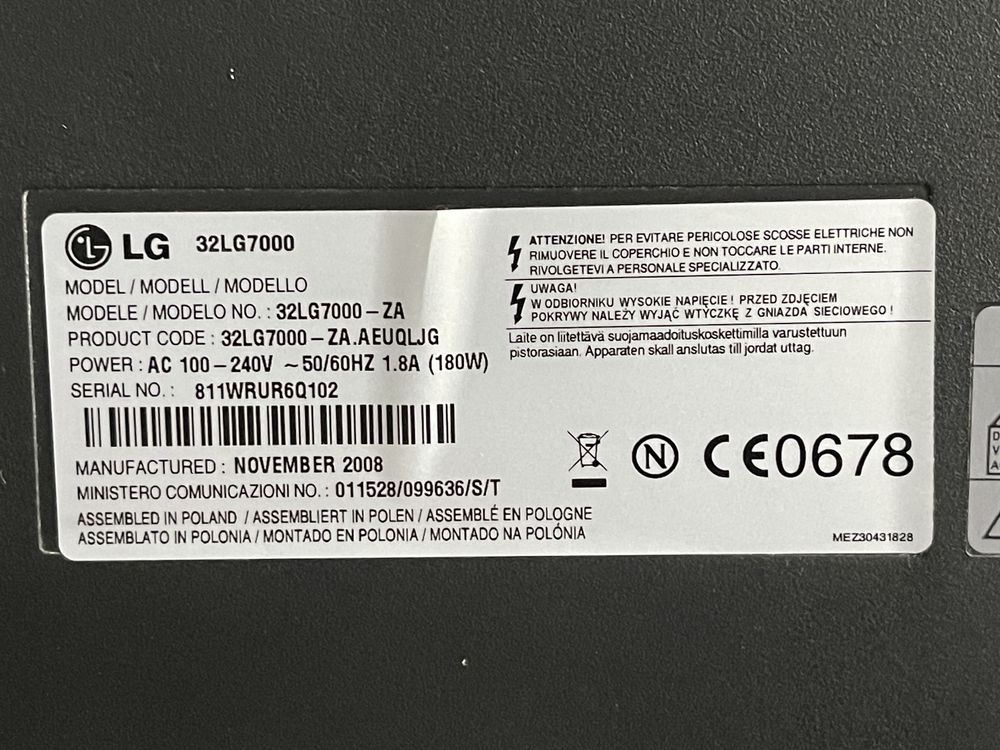 LG 32LG7000
MODEL / MODELL / MODELLO
MODELE / MODELO NO. : 32LG7000-ZA
PRODUCT CODE : 32LG7000-ZA.AEUQLJG
POWER : AC 100-240V ~50/60HZ 1.8A (180W)
SERIAL NO. : 811WRUR6Q102
MANUFACTURED : NOVEMBER 2008
MINISTERO COMUNICAZIONI NO. : 011528/099636/S/T
ASSEMBLED IN POLAND / ASSEMBLIERT IN POLEN / ASSEMBLÉ EN POLOGNE
ASSEMBLATO IN POLONIA / MONTADO EN POLONIA / MONTADO NA POLÓNIA
ATTENZIONE! PER EVITARE PERICOLOSE SCOSSE ELETTRICHE NON
RIMUOVERE IL COPERCHIO E NON TOCCARE LE PARTI INTERNE.
RIVOLGETEVI A PERSONALE SPECIALIZZATO.
UWAGA!
W ODBIORNIKU WYSOKIE NAPIĘCIE! PRZED ZDJĘCIEM
POKRYWY NALEŻY WYJĄĆ WTYCZKĘ Z GNIAZDA SIECIOWEGO!
Laite on liitettävä suojamaadoituskoskettimilla varustettuun
pistorasiaan. Apparaten skall anslutas till jordat uttag.
N CE0678
MEZ30431828
D
V
A